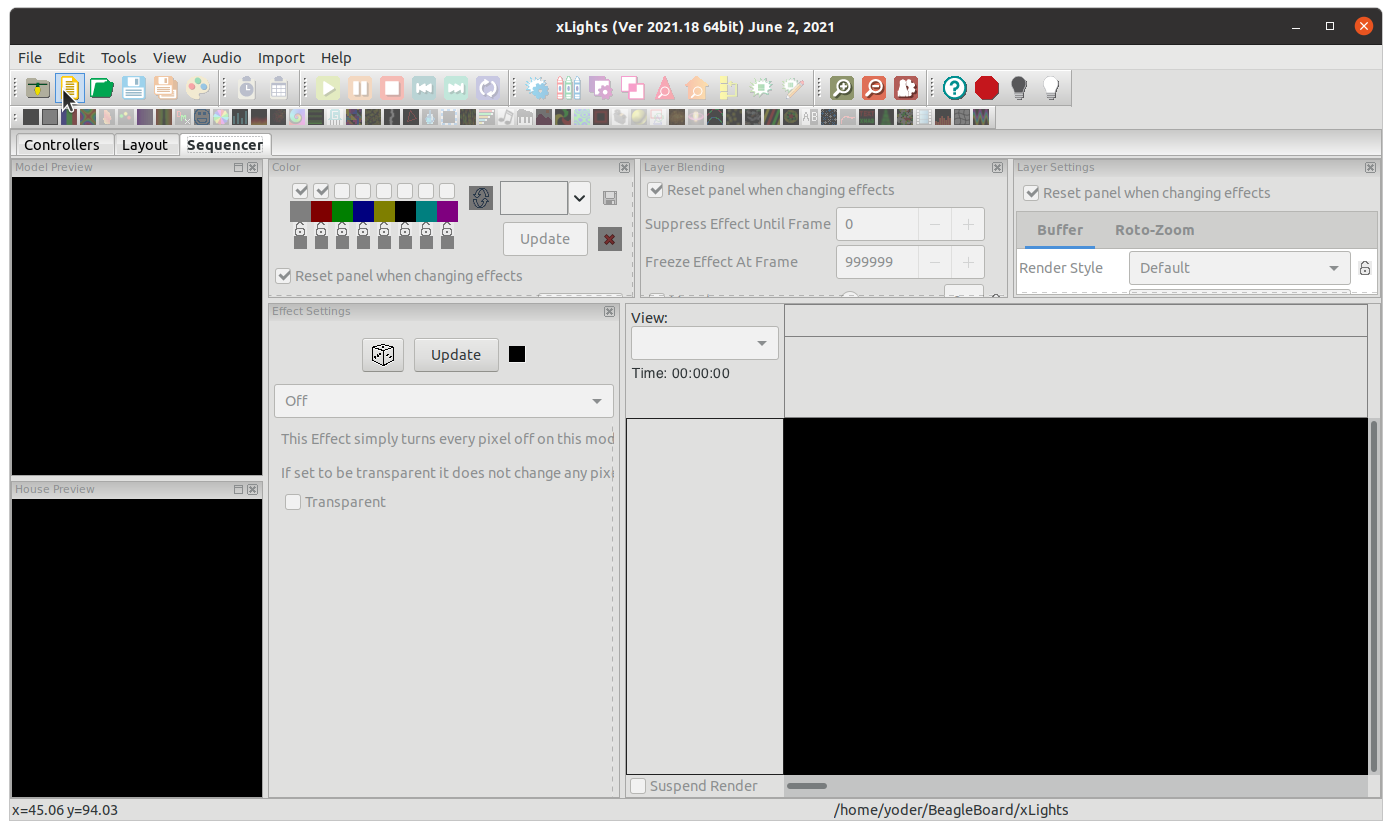 xLights (Ver 2021.18 64bit) June 2, 2021
File Edit Tools View Audio Import Help
AB
Controllers Layout Sequencer
Model Preview
Color
Update
Reset panel when changing effects
Layer Blending
Reset panel when changing effects
Suppress Effect Until Frame 0
Freeze Effect At Frame 999999
Layer Settings
Reset panel when changing effects
Buffer Roto-Zoom
Render Style Default
Effect Settings
Update
Off
This Effect simply turns every pixel off on this mod
If set to be transparent it does not change any pix
Transparent
View:
Time: 00:00:00
House Preview
Suspend Render
x=45.06 y=94.03 /home/yoder/BeagleBoard/xLights